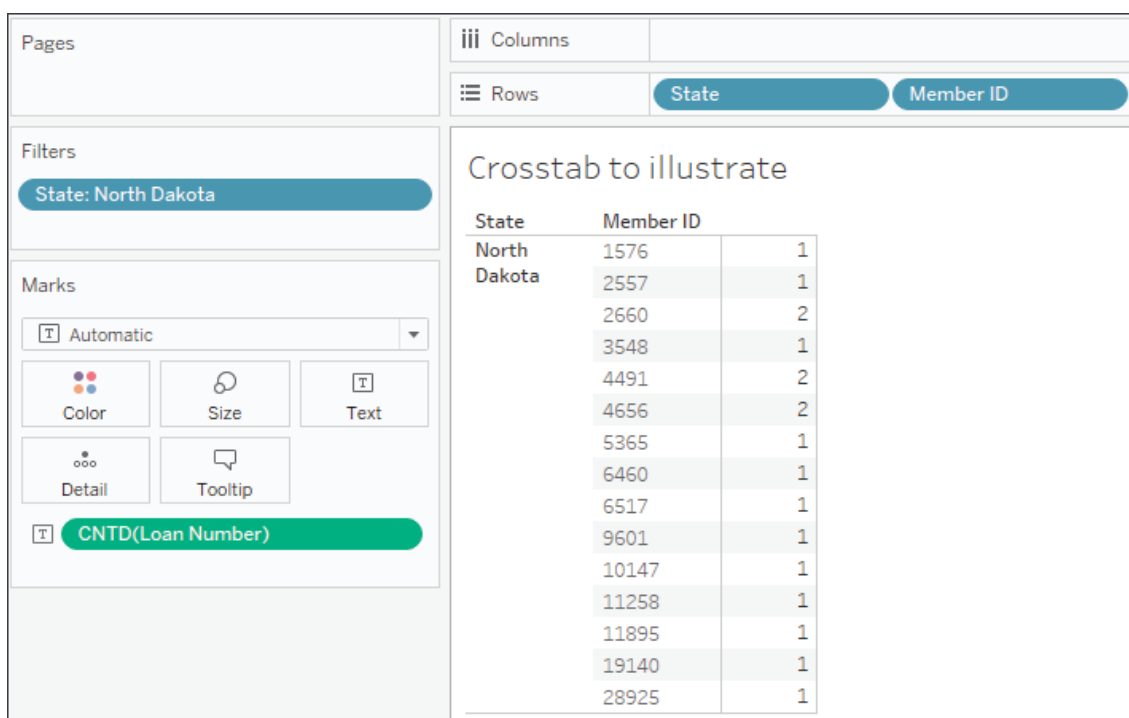 Pages
Columns
Rows State Member ID
Filters
State: North Dakota
Marks
T Automatic
Color Size T Text
Detail Tooltip
T CNTD(Loan Number)
Crosstab to illustrate
State Member ID
North Dakota 1576 1
2557 1
2660 2
3548 1
4491 2
4656 2
5365 1
6460 1
6517 1
9601 1
10147 1
11258 1
11895 1
19140 1
28925 1